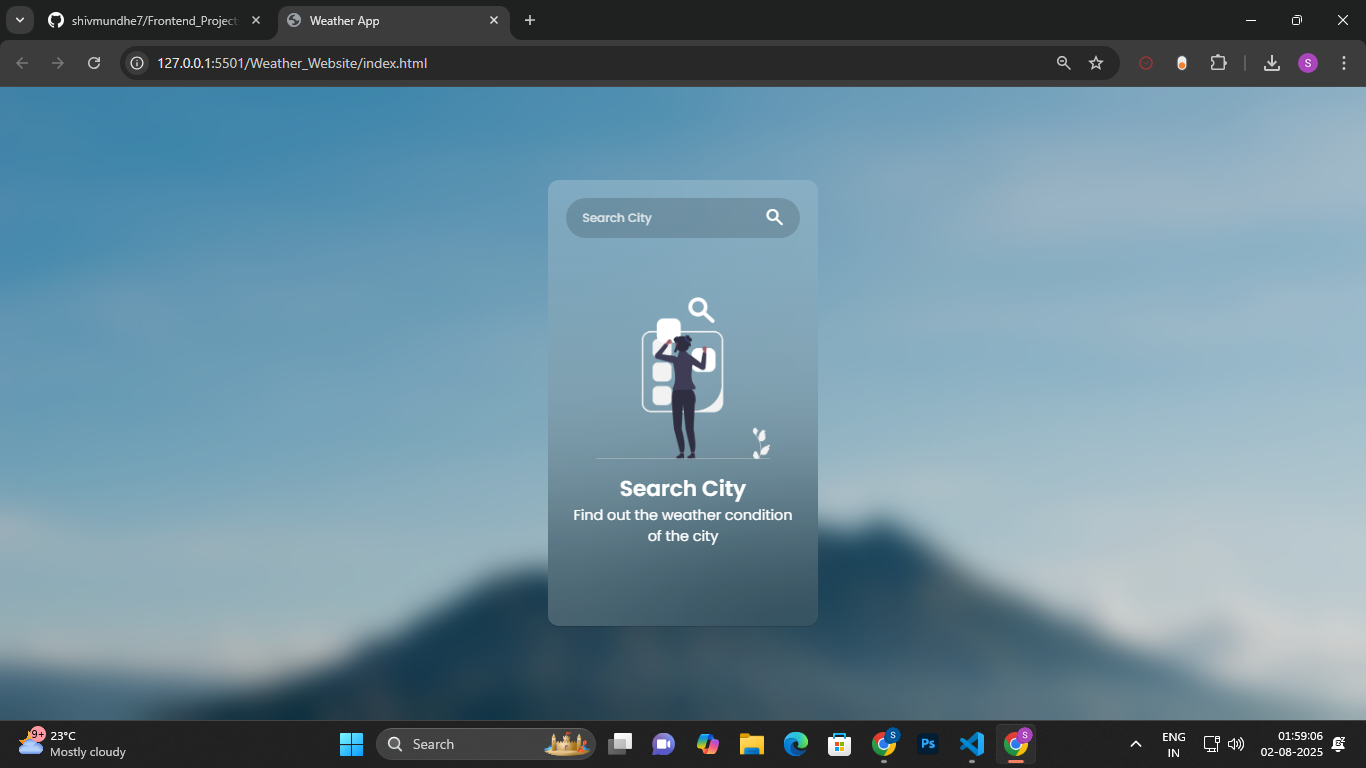 shivmundhe7/Frontend_Project
Weather App
127.0.0.1:5501/Weather_Website/index.html
S
Search City
Search City
Find out the weather condition
of the city
9+
23°C
Mostly cloudy
Search
S
Ps
S
ENG
IN
01:59:06
02-08-2025